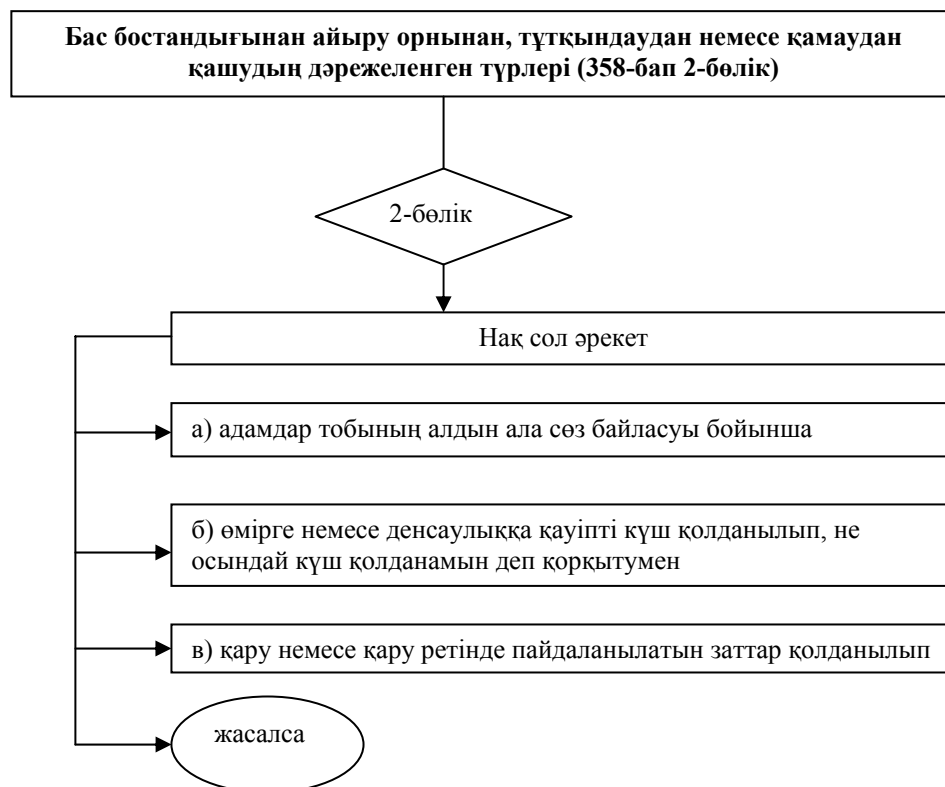 Бас бостандығынан айыру орнынан, тұтқындаудан немесе қамаудан
қашудың дәрежеленген түрлері (358-бап 2-бөлік)
2-бөлік
Нақ сол әрекет
а) адамдар тобының алдын ала сөз байласуы бойынша
б) өмірге немесе денсаулыққа қауіпті күш қолданылып, не
осындай күш қолданамын деп қорқытумен
в) қару немесе қару ретінде пайдаланылатын заттар қолданылып
жасалса